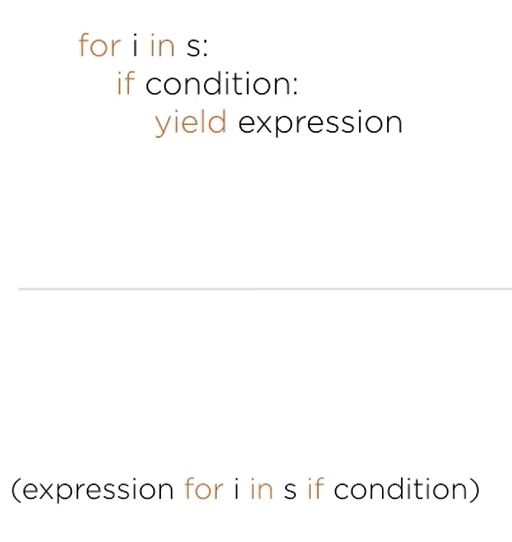 for i in s:
if condition:
yield expression
(expression for i in s if condition)